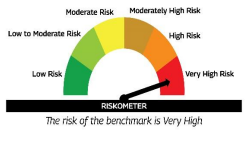 Moderate Risk
Moderately High Risk
Low to Moderate Risk
High Risk
Low Risk
Very High Risk
RISKOMETER
The risk of the benchmark is Very High